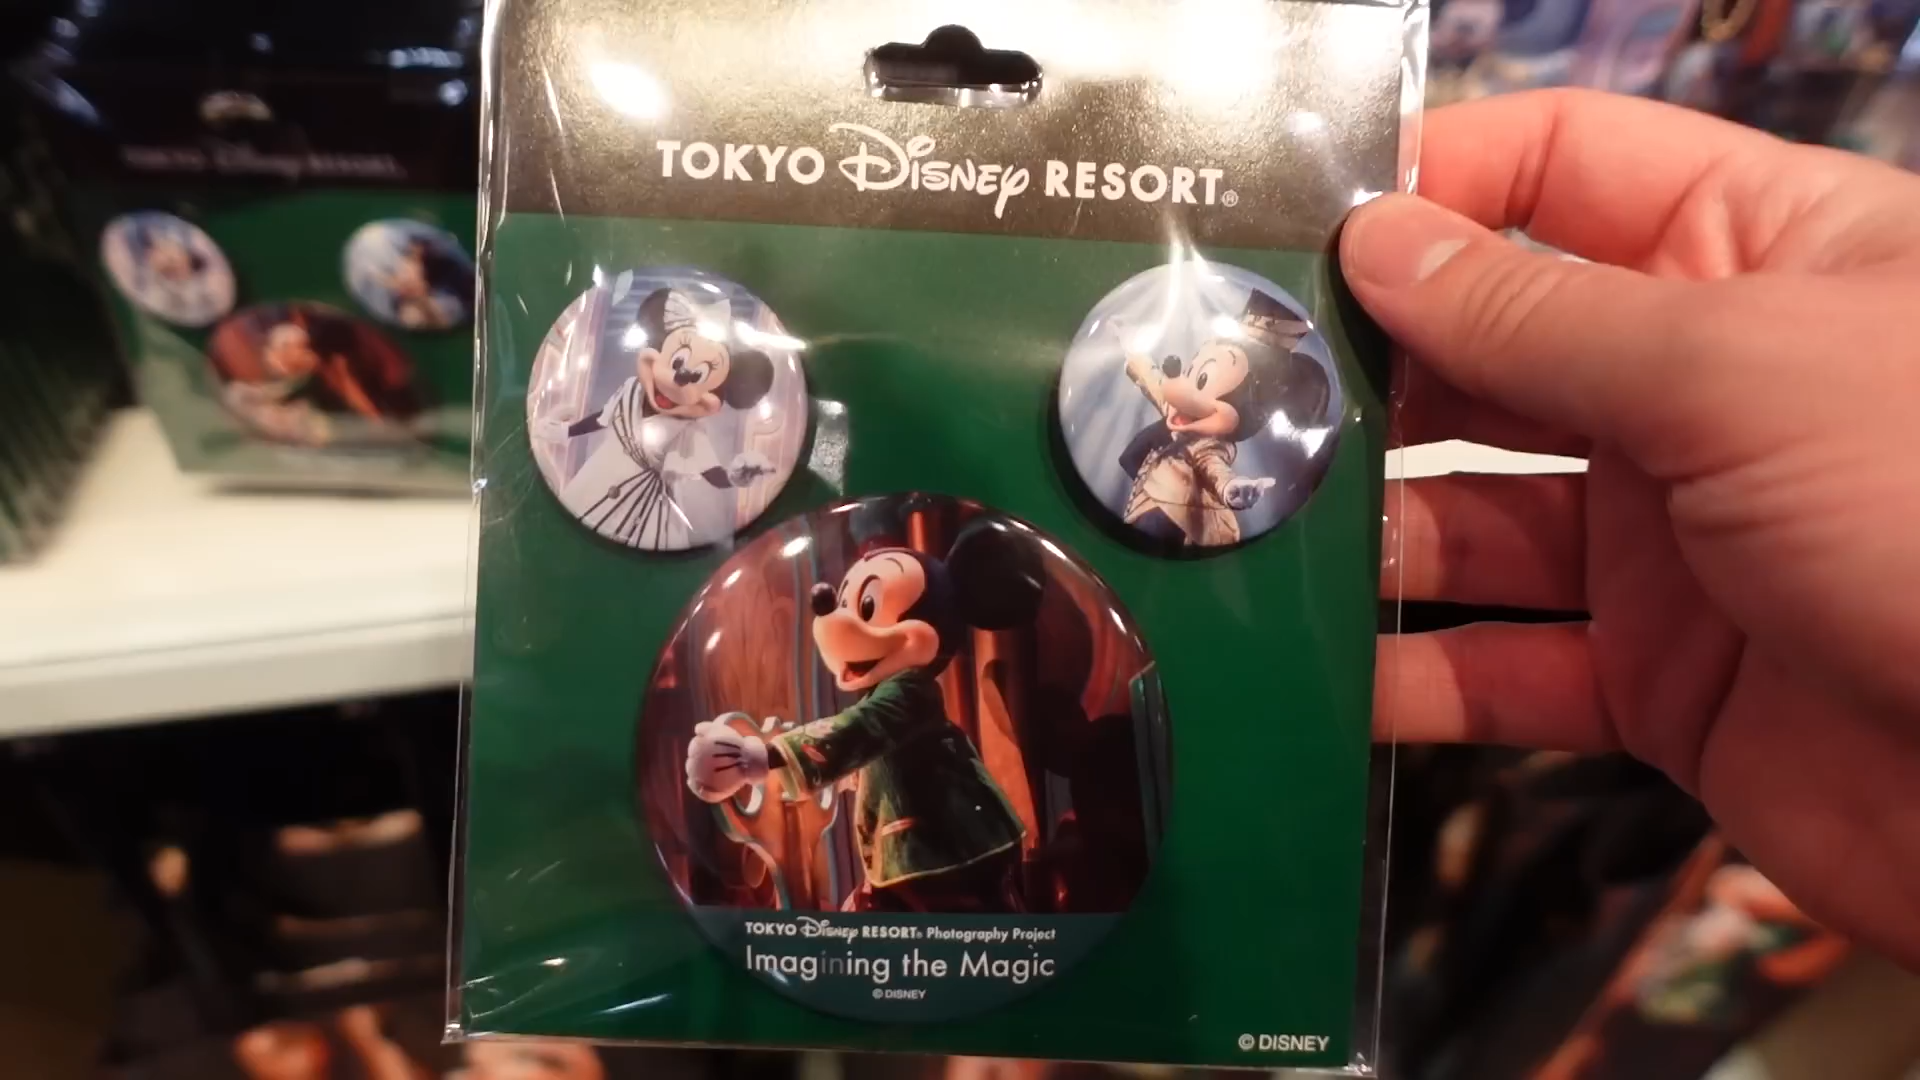 TOKYO Disney RESORT®
TOKYO Disney RESORT® Photography Project
Imagining the Magic
© DISNEY
© DISNEY